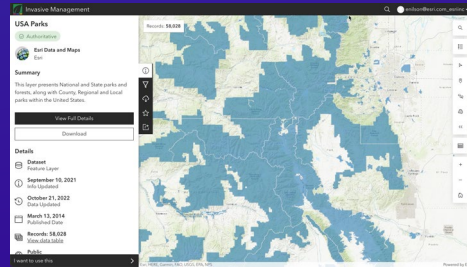 Invasive Management
USA Parks
Authoritative
Esri Data and Maps
Esri
Summary
This layer presents National and State parks and
forests, along with County, Regional and Local
parks within the United States.
View Full Details
Download
Details
Dataset
Feature Layer
September 10, 2021
Info Updated
October 21, 2022
Data Updated
March 13, 2014
Published Date
Records: 58,028
View data table
Public
I want to use this
Records: 58,028